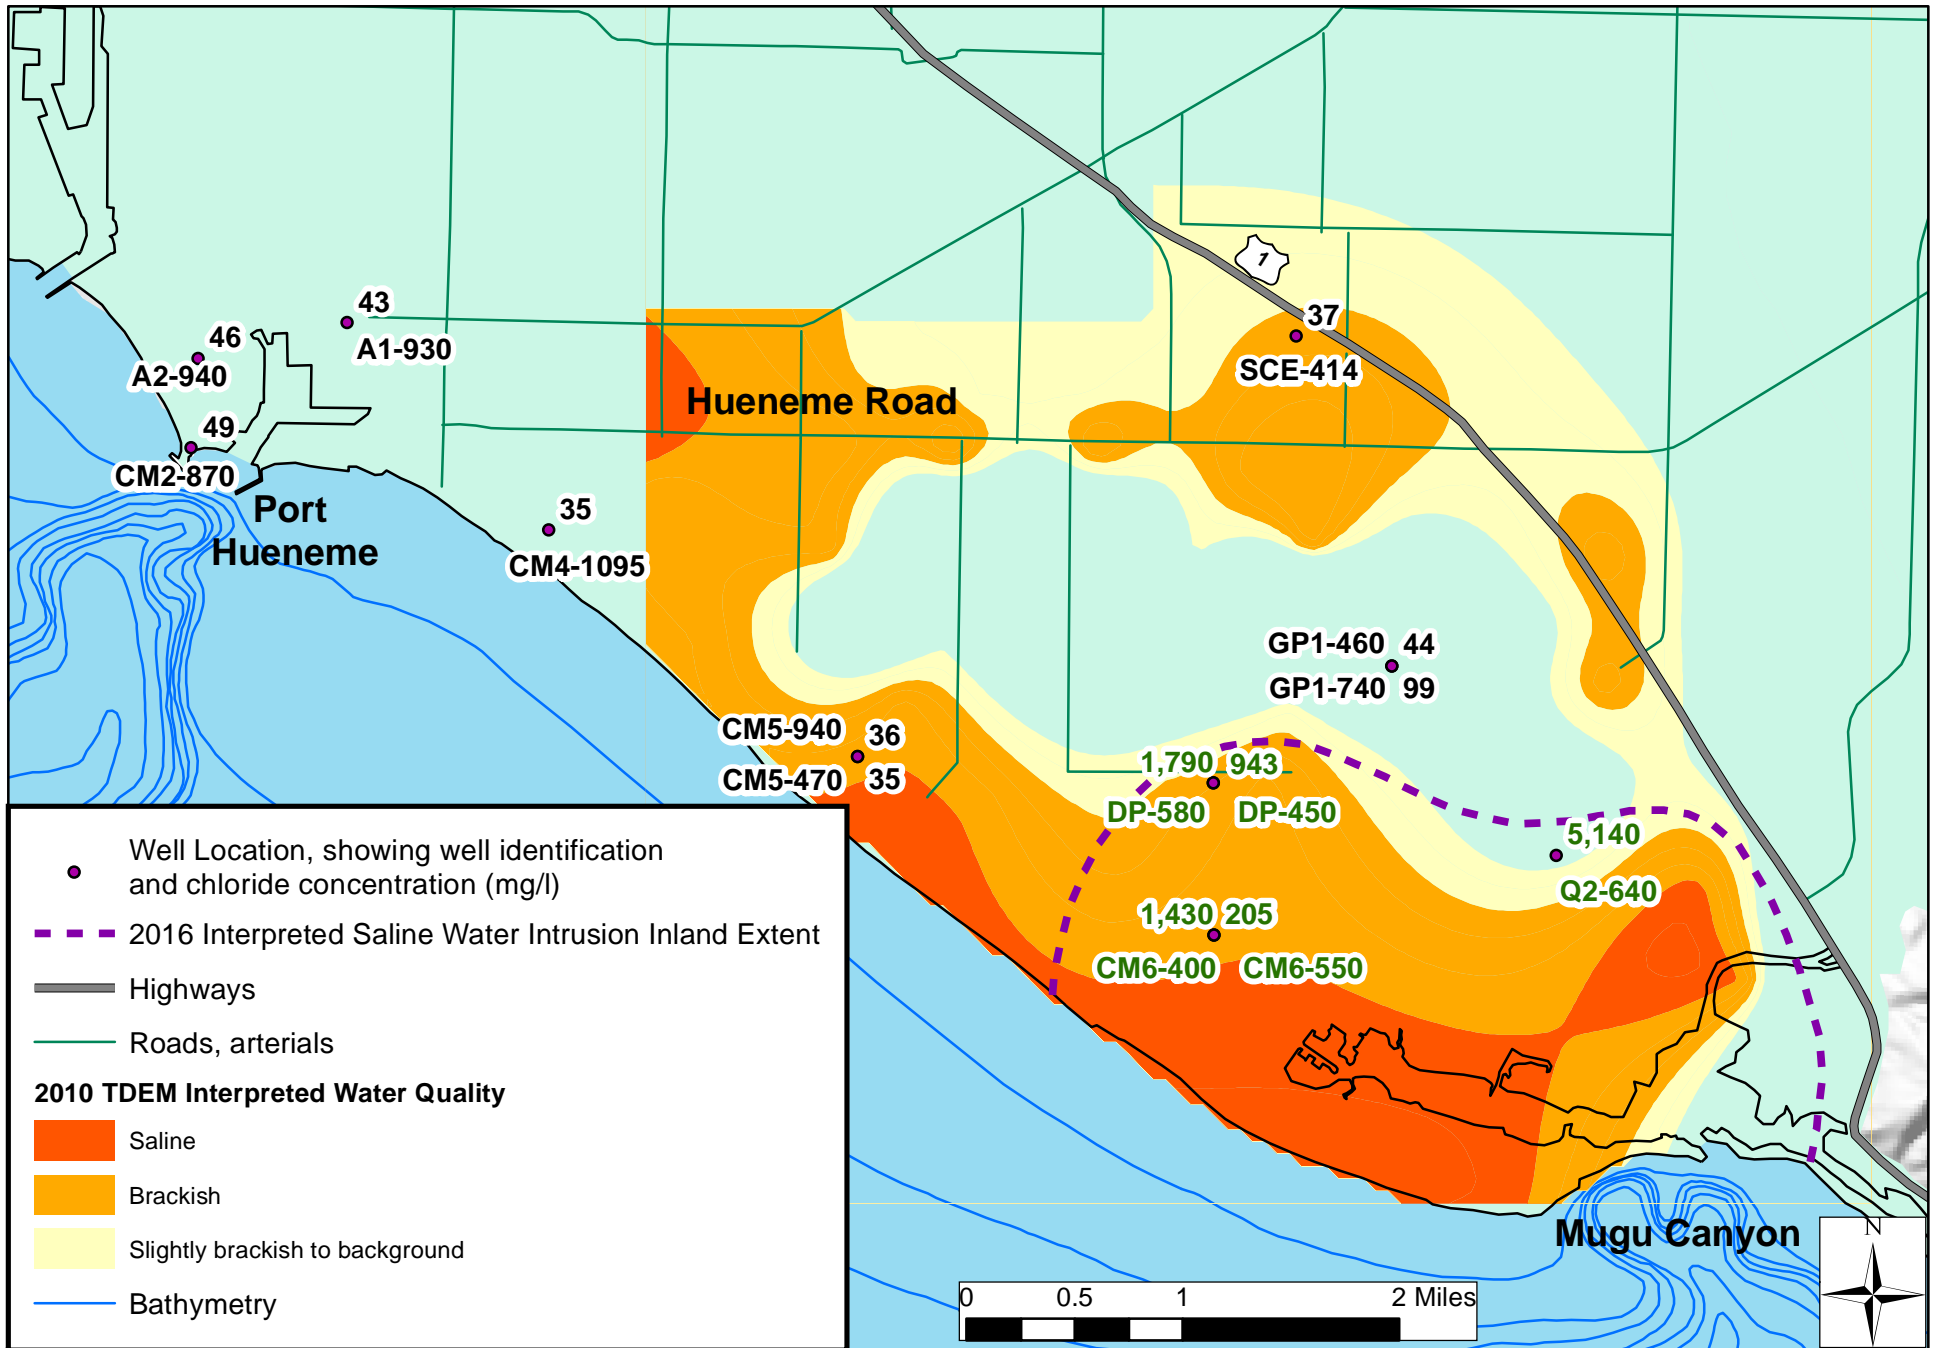 1
43
A1-930
46
A2-940
49
CM2-870
Port
Hueneme
35
CM4-1095
Hueneme Road
37
SCE-414
GP1-460 44
GP1-740 99
CM5-940 36
CM5-470 35
1,790 943
DP-580 DP-450
5,140
Q2-640
1,430 205
CM6-400 CM6-550
Mugu Canyon
Well Location, showing well identification
and chloride concentration (mg/l)
2016 Interpreted Saline Water Intrusion Inland Extent
Highways
Roads, arterials
2010 TDEM Interpreted Water Quality
Saline
Brackish
Slightly brackish to background
Bathymetry
0 0.5 1 2 Miles
N